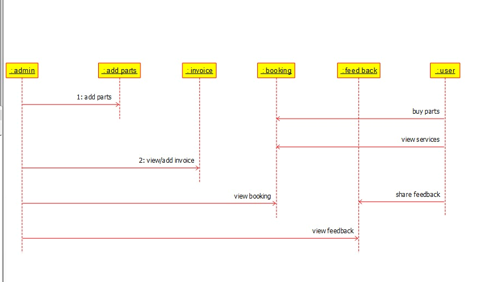 :admin
:add parts
:invoice
:booking
:feed back
:user
1: add parts
buy parts
view services
2: view/add invoice
view booking
share feedback
view feedback